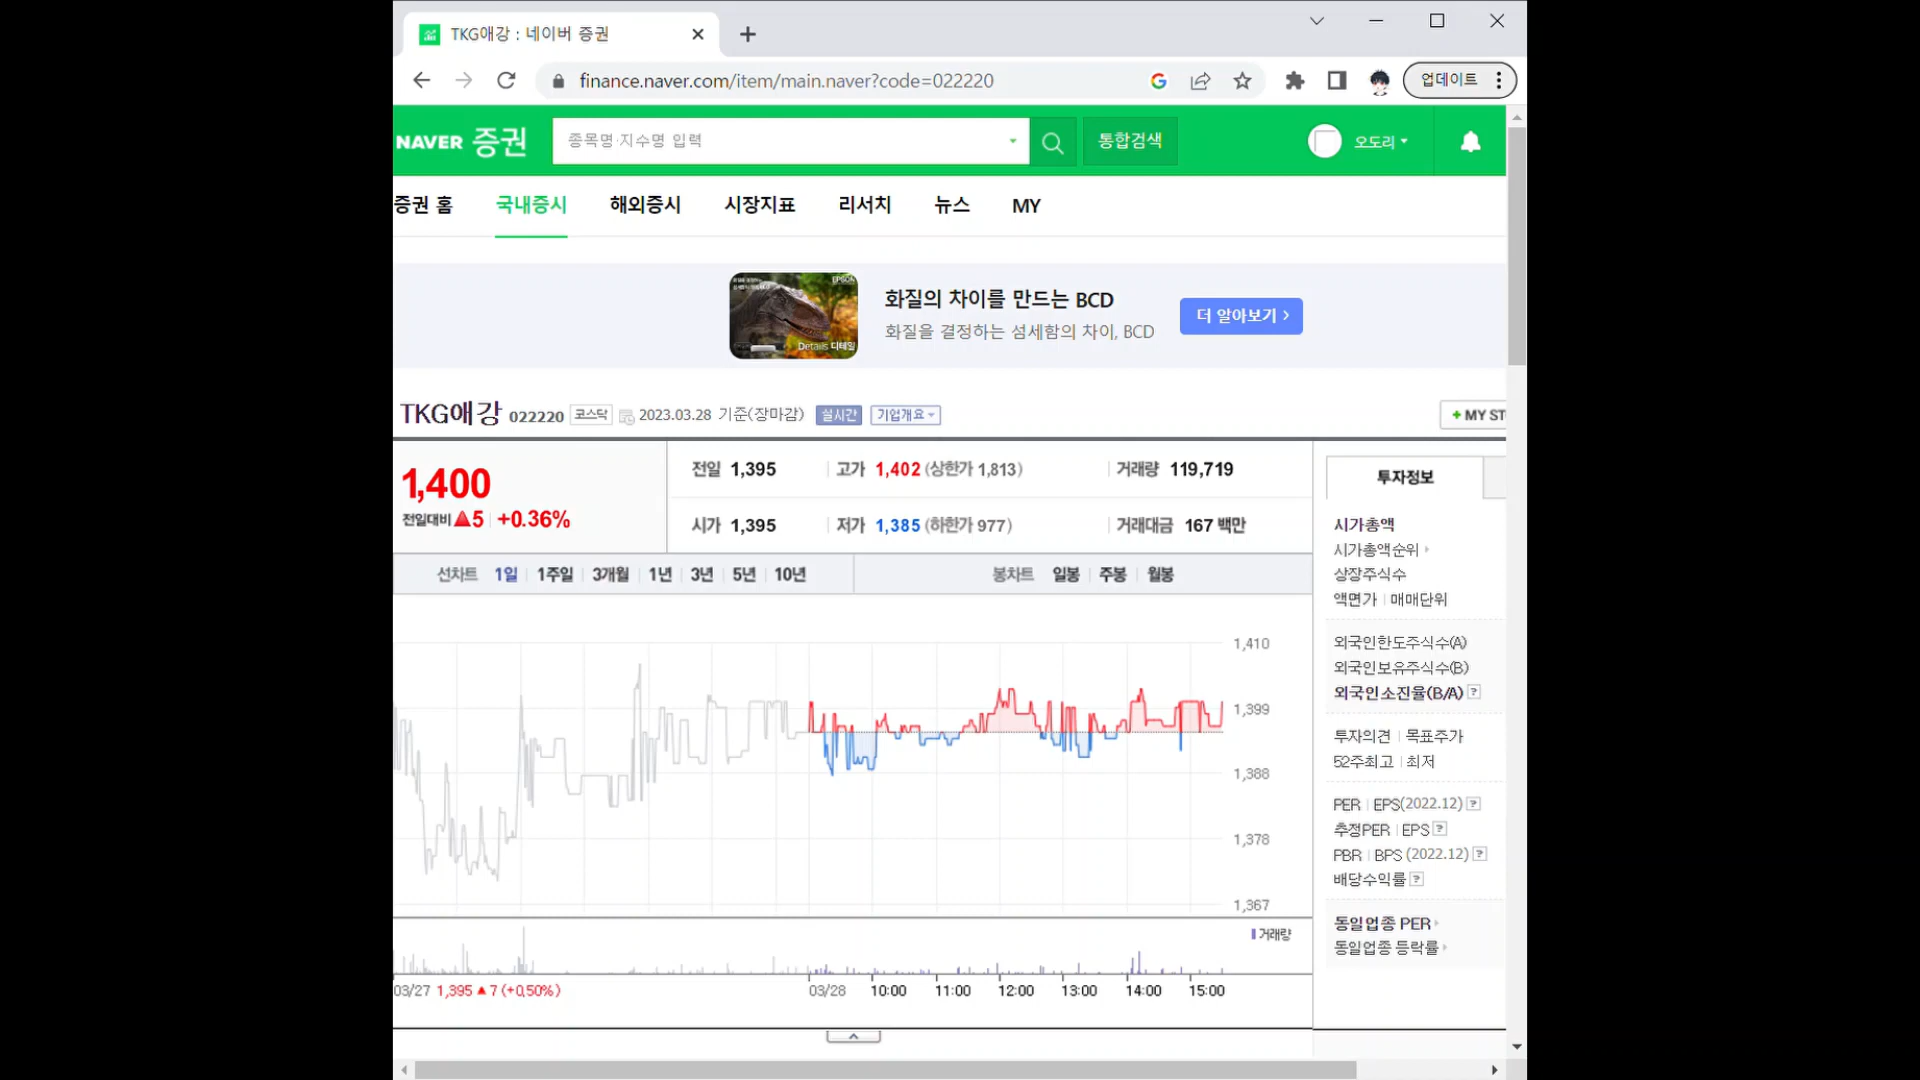 TKG애강 : 네이버 증권
finance.naver.com/item/main.naver?code=022220
업데이트
NAVER 증권
종목명·지수명 입력
통합검색
오도리
증권 홈 국내증시 해외증시 시장지표 리서치 뉴스 MY
EPSON
Details 디테일
화질의 차이를 만드는 BCD
화질을 결정하는 섬세함의 차이, BCD
더 알아보기
TKG애강 022220 코스닥 2023.03.28 기준(장마감) 실시간 기업개요
+ MY ST
1,400
전일대비 ▲5 +0.36%
전일 1,395 고가 1,402 (상한가 1,813) 거래량 119,719
시가 1,395 저가 1,385 (하한가 977) 거래대금 167 백만
선차트 1일 1주일 3개월 1년 3년 5년 10년 봉차트 일봉 주봉 월봉
1,410
1,399
1,388
1,378
1,367
거래량
03/27 1,395 ▲ 7 (+0.50%) 03/28 10:00 11:00 12:00 13:00 14:00 15:00
투자정보
시가총액
시가총액순위
상장주식수
액면가 매매단위
외국인한도주식수(A)
외국인보유주식수(B)
외국인소진율(B/A) ?
투자의견 목표주가
52주최고 최저
PER EPS(2022.12) ?
추정PER EPS ?
PBR BPS (2022.12) ?
배당수익률 ?
동일업종 PER
동일업종 등락률